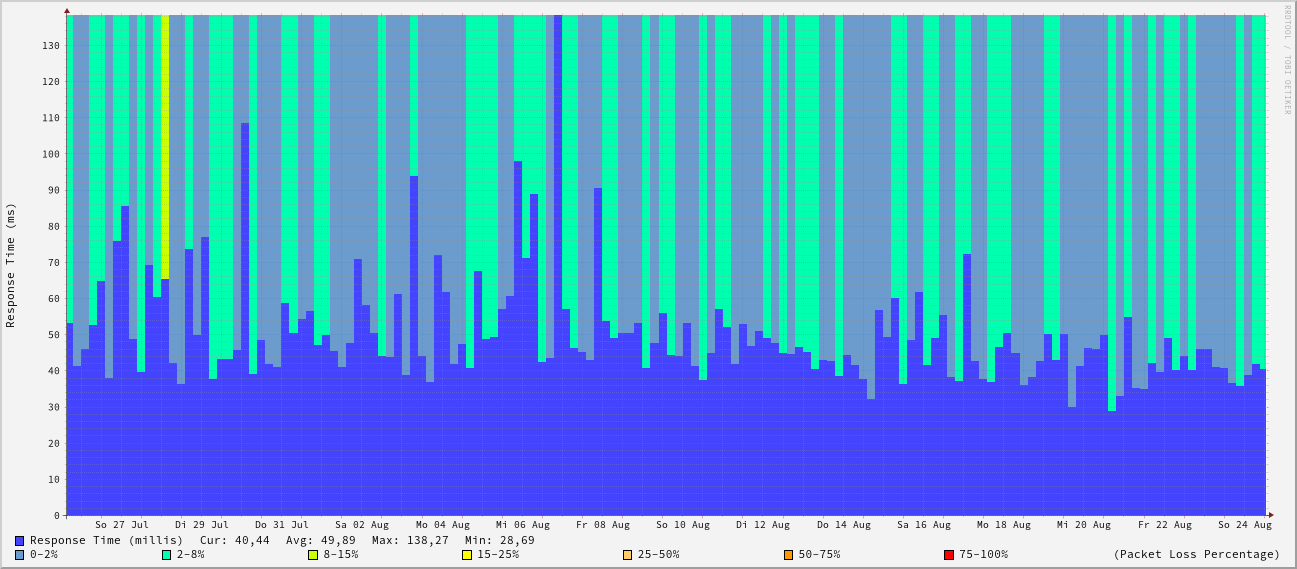 RRDTOOL / TOBI OETIKER
Response Time (ms)
130
120
110
100
90
80
70
60
50
40
30
20
10
0
So 27 Jul Di 29 Jul Do 31 Jul Sa 02 Aug Mo 04 Aug Mi 06 Aug Fr 08 Aug So 10 Aug Di 12 Aug Do 14 Aug Sa 16 Aug Mo 18 Aug Mi 20 Aug Fr 22 Aug So 24 Aug
Response Time (millis) Cur: 40,44 Avg: 49,89 Max: 138,27 Min: 28,69
0-2% 2-8% 8-15% 15-25% 25-50% 50-75% 75-100% (Packet Loss Percentage)